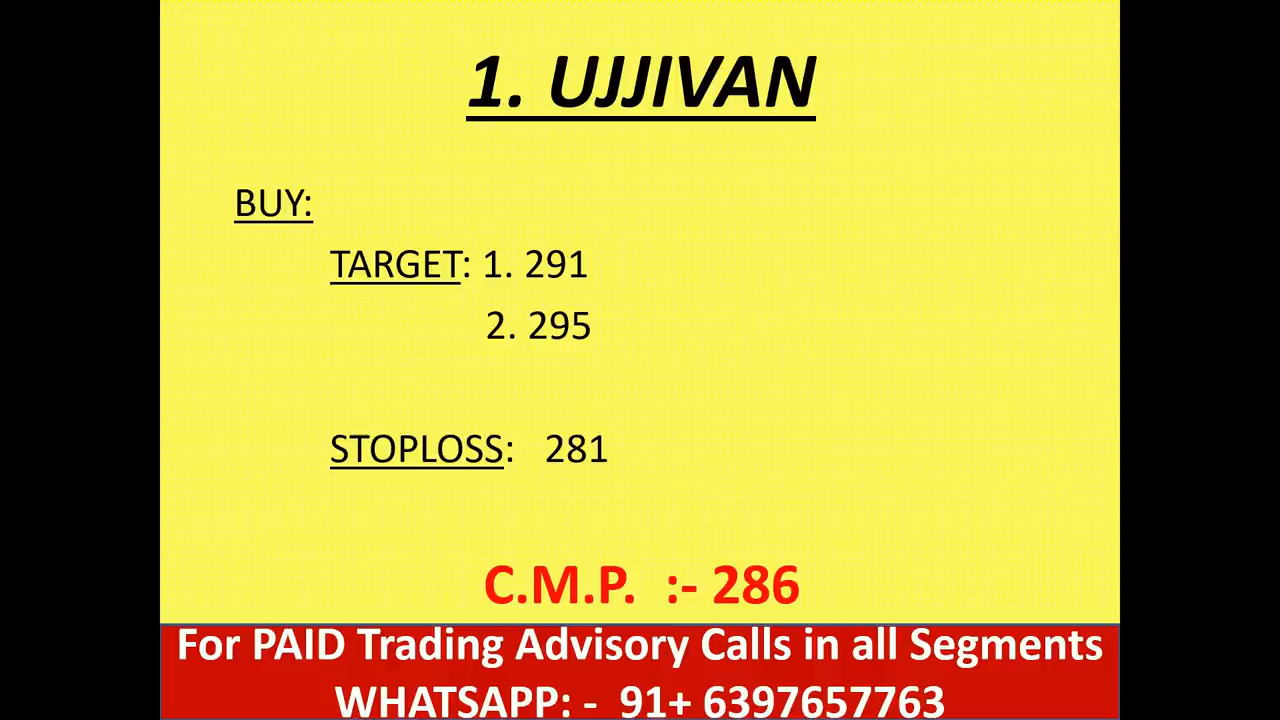 1. UJJIVAN
BUY:
TARGET: 1. 291
2. 295
STOPLOSS: 281
C.M.P. :- 286
For PAID Trading Advisory Calls in all Segments
WHATSAPP: - 91+ 6397657763